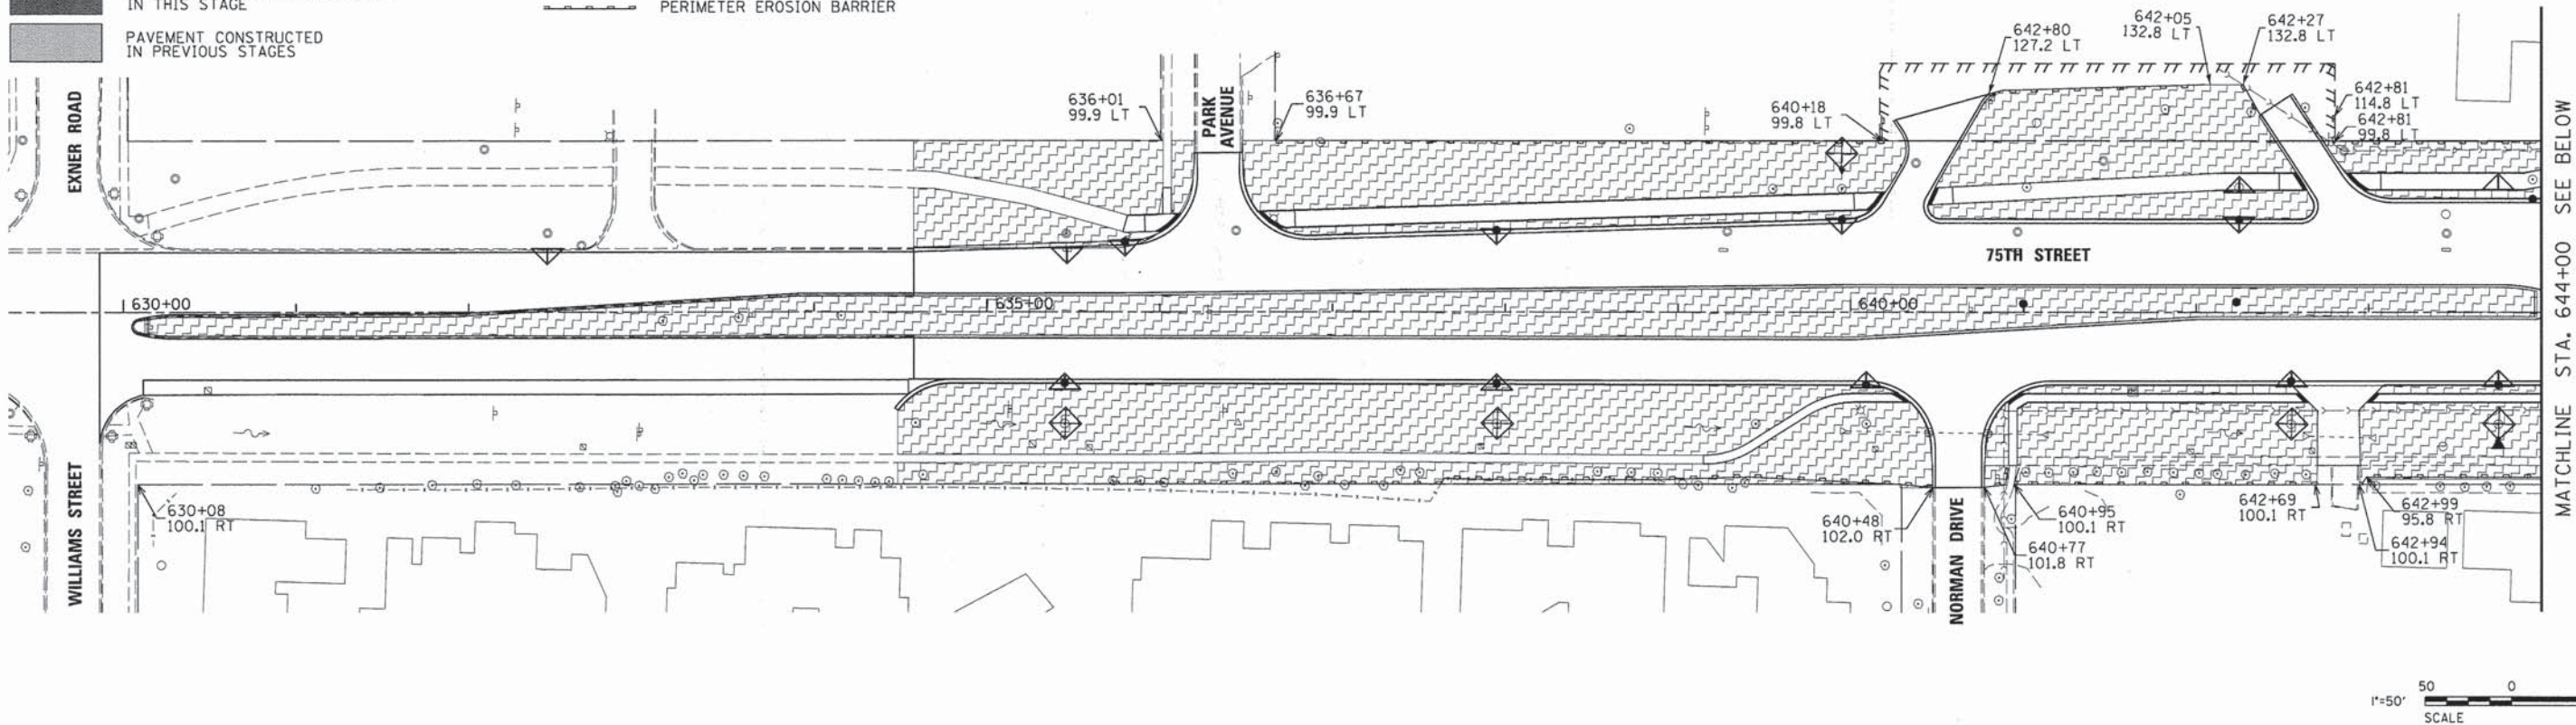 IN THIS STAGE
PERIMETER EROSION BARRIER
PAVEMENT CONSTRUCTED
IN PREVIOUS STAGES
EXNER ROAD
636+01
99.9 LT
PARK
AVENUE
636+67
99.9 LT
640+18
99.8 LT
642+80
127.2 LT
642+05
132.8 LT
642+27
132.8 LT
642+81
114.8 LT
642+81
99.8 LT
75TH STREET
630+00
635+00
640+00
MATCHLINE STA. 644+00 SEE BELOW
WILLIAMS STREET
630+08
100.1 RT
640+48
102.0 RT
NORMAN DRIVE
640+95
100.1 RT
640+77
101.8 RT
642+69
100.1 RT
642+99
95.8 RT
642+94
100.1 RT
1"=50'
50 0
SCALE